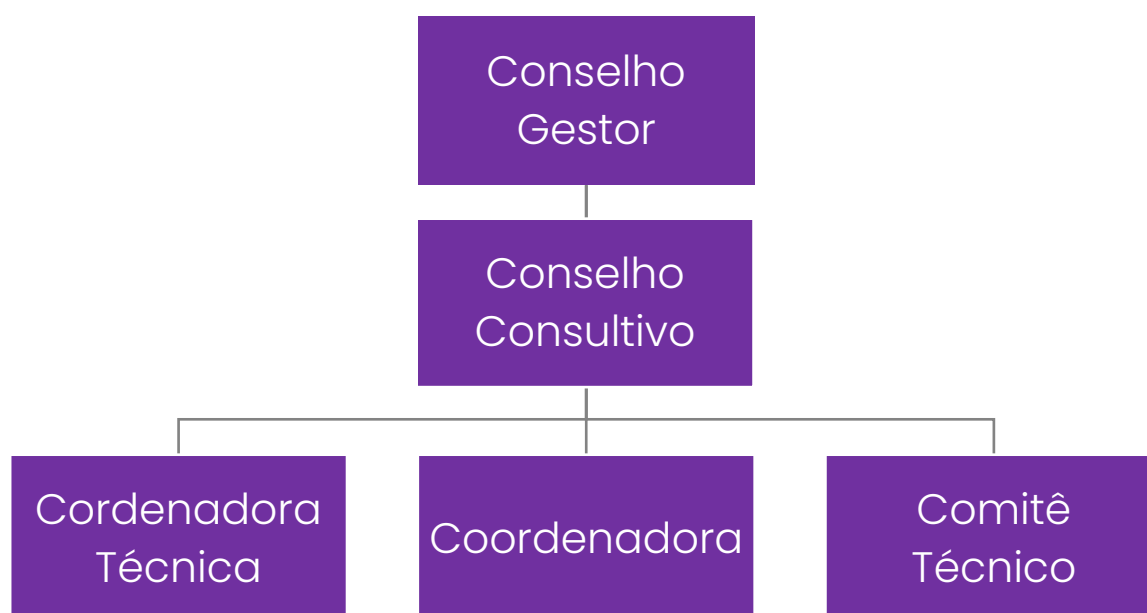 Conselho
Gestor
Conselho
Consultivo
Cordenadora
Técnica
Coordenadora
Comitê
Técnico